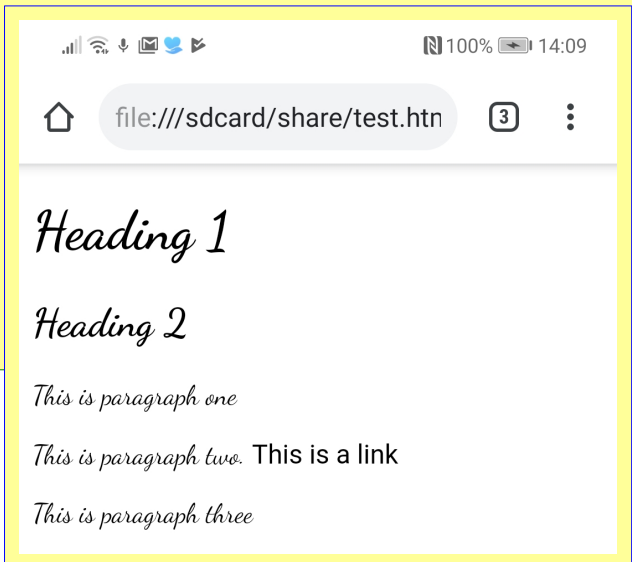 100% 14:09
file:///sdcard/share/test.htm 3
Heading 1
Heading 2
This is paragraph one
This is paragraph two. This is a link
This is paragraph three